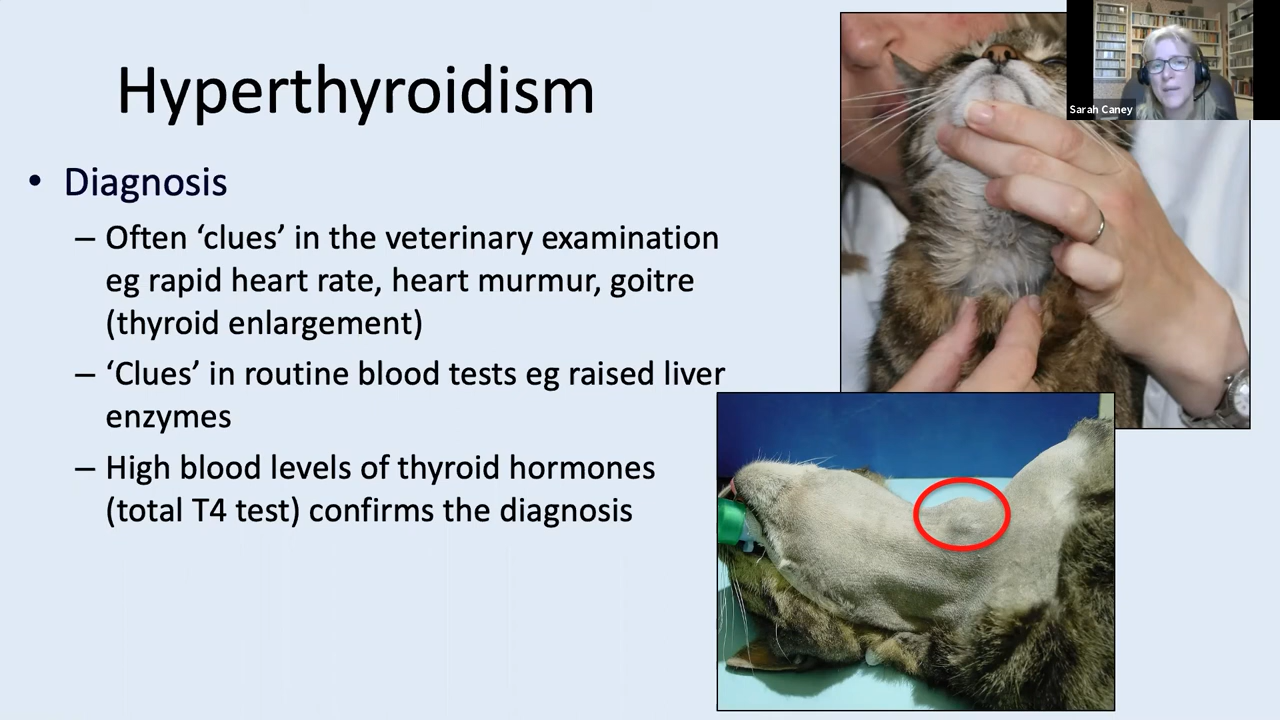 Hyperthyroidism
• Diagnosis
– Often ‘clues’ in the veterinary examination
eg rapid heart rate, heart murmur, goitre
(thyroid enlargement)
– ‘Clues’ in routine blood tests eg raised liver
enzymes
– High blood levels of thyroid hormones
(total T4 test) confirms the diagnosis
Sarah Caney